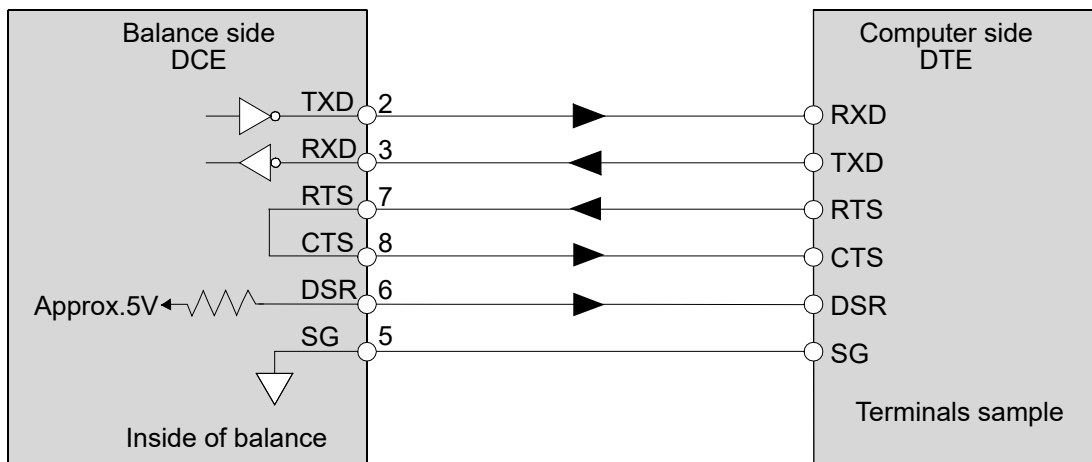 Balance side
DCE
Computer side
DTE
TXD 2 RXD
RXD 3 TXD
RTS 7 RTS
CTS 8 CTS
Approx.5V DSR 6 DSR
SG 5 SG
Terminals sample
Inside of balance